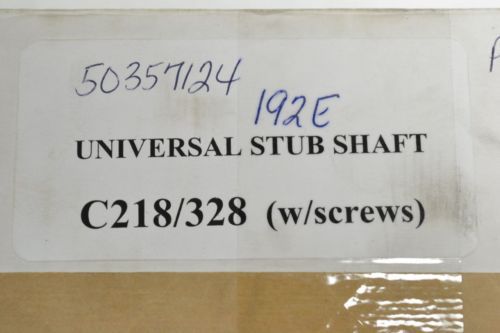 50357124
192E
UNIVERSAL STUB SHAFT
C218/328 (w/screws)